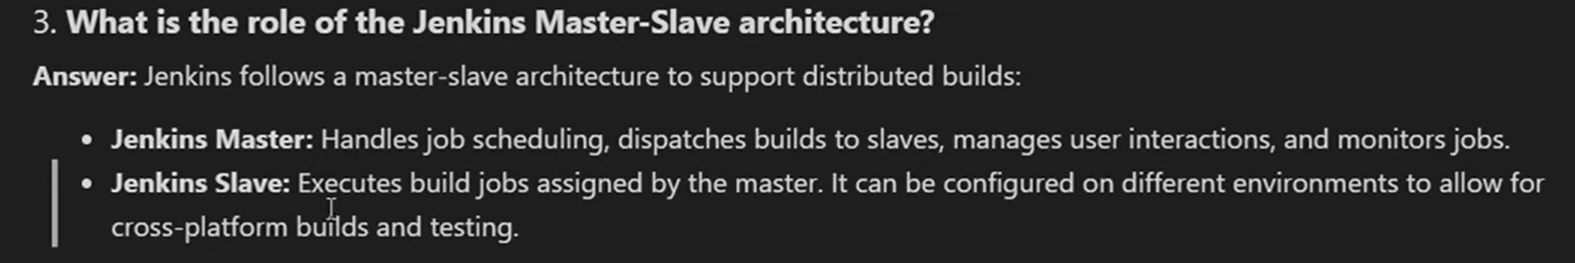 3. What is the role of the Jenkins Master-Slave architecture?
Answer: Jenkins follows a master-slave architecture to support distributed builds:
• Jenkins Master: Handles job scheduling, dispatches builds to slaves, manages user interactions, and monitors jobs.
• Jenkins Slave: Executes build jobs assigned by the master. It can be configured on different environments to allow for
cross-platform builds and testing.